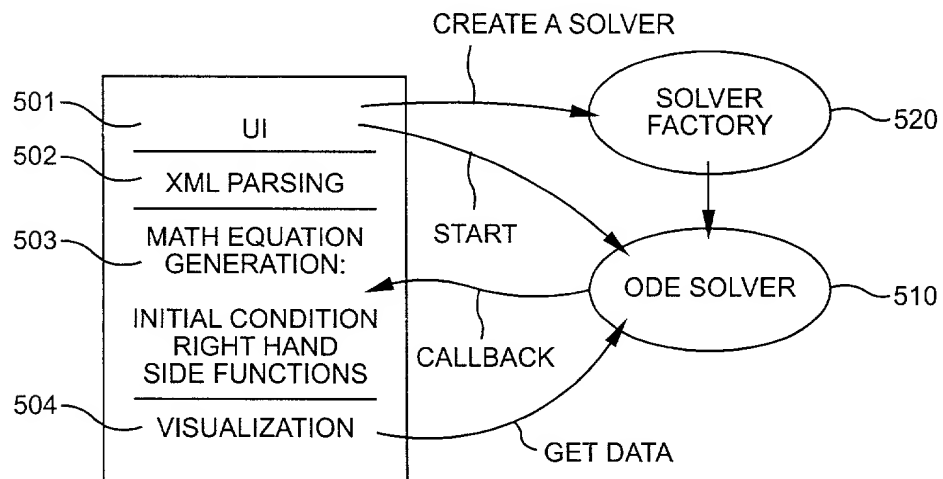 CREATE A SOLVER
501
UI
SOLVER
FACTORY
520
502
XML PARSING
START
503
MATH EQUATION
GENERATION:
ODE SOLVER
510
INITIAL CONDITION
RIGHT HAND
SIDE FUNCTIONS
CALLBACK
504
VISUALIZATION
GET DATA